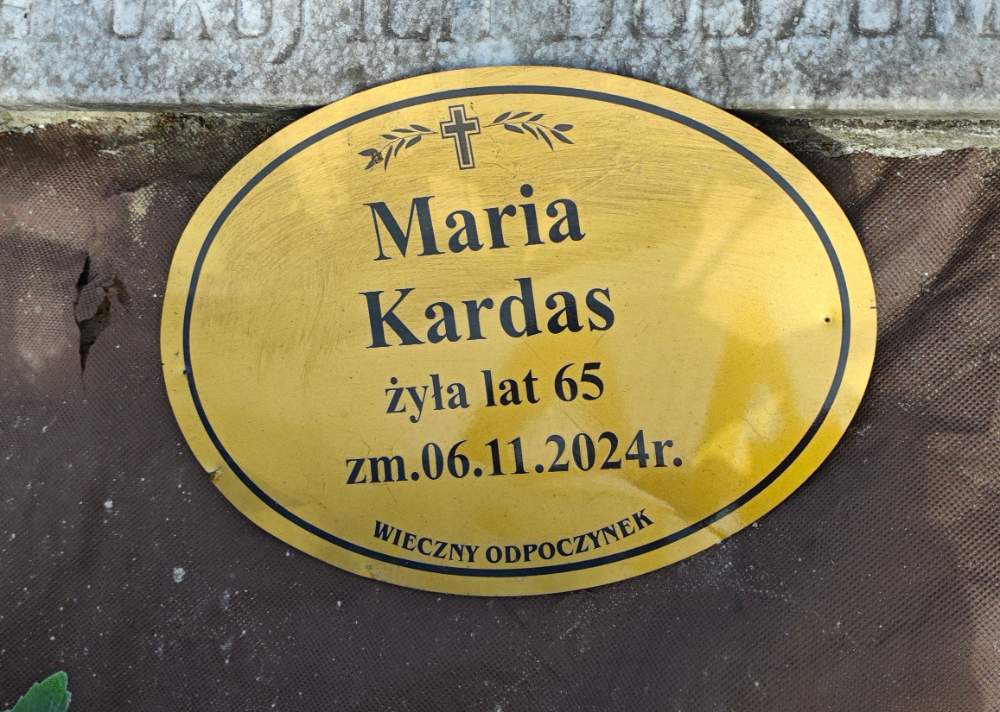 Maria
Kardas
żyła lat 65
zm.06.11.2024r.
WIECZNY ODPOCZYNEK